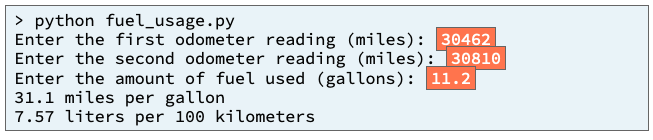 > python fuel_usage.py
Enter the first odometer reading (miles): 30462
Enter the second odometer reading (miles): 30810
Enter the amount of fuel used (gallons): 11.2
31.1 miles per gallon
7.57 liters per 100 kilometers